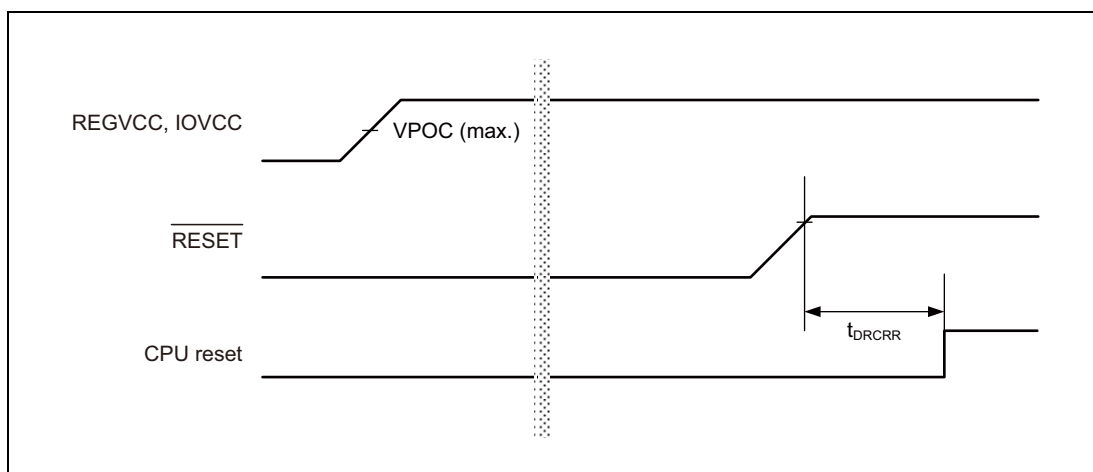 REGVCC, IOVCC
VPOC (max.)
RESET
tDRCRR
CPU reset